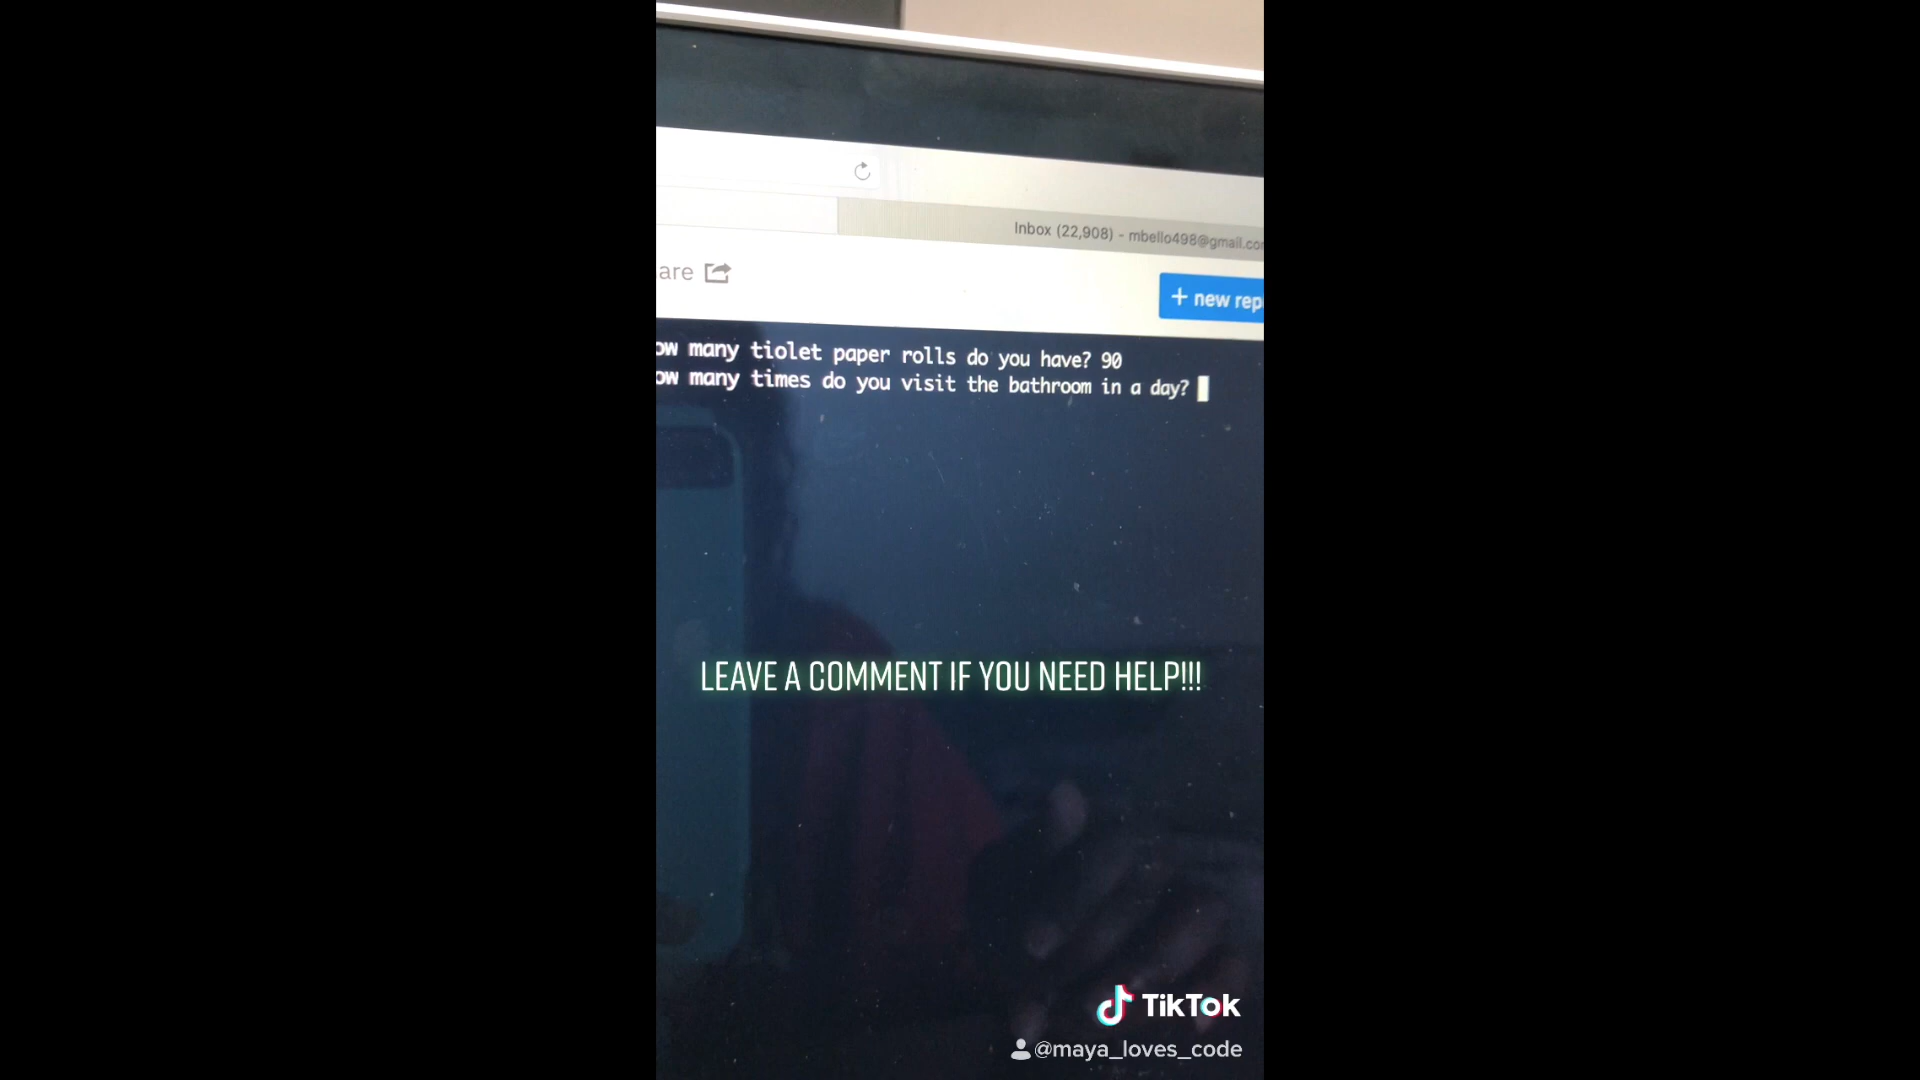 Inbox (22,908) - mbello498@gmail.co
are
+ new rep
ow many tiolet paper rolls do you have? 90
ow many times do you visit the bathroom in a day?
LEAVE A COMMENT IF YOU NEED HELP!!!
TikTok
@maya_loves_code